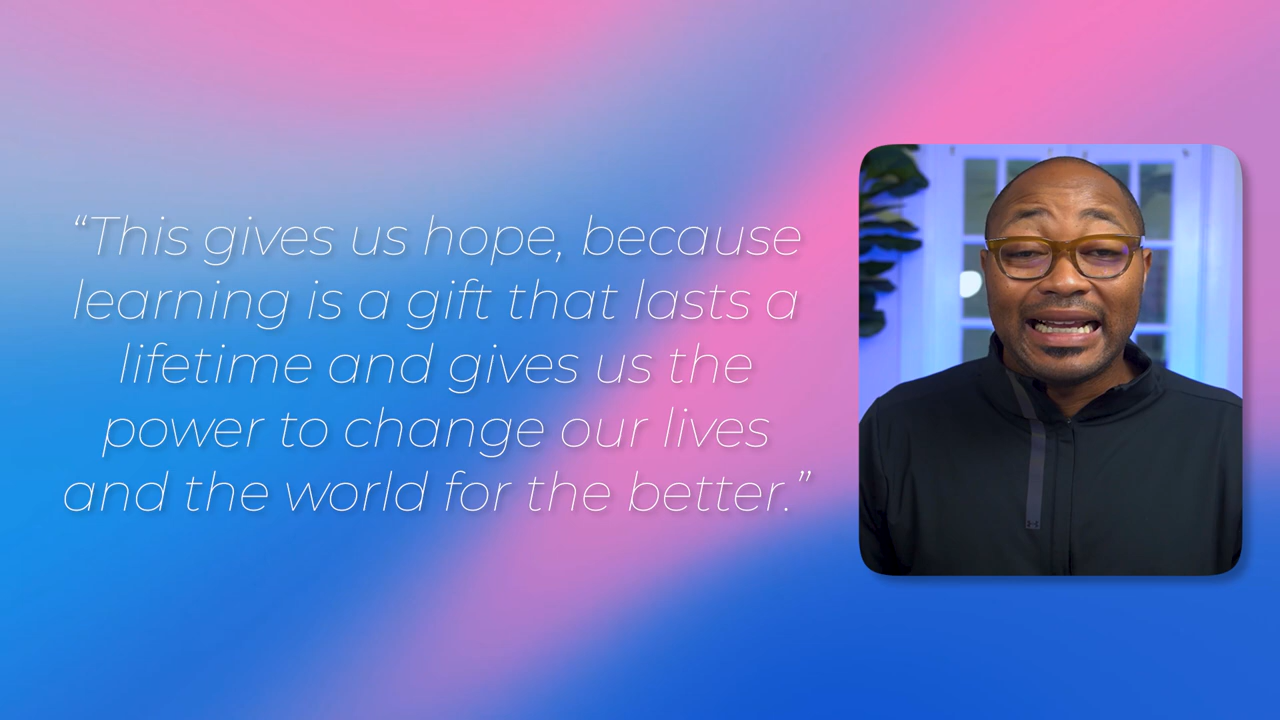 “This gives us hope, because
learning is a gift that lasts a
lifetime and gives us the
power to change our lives
and the world for the better.”